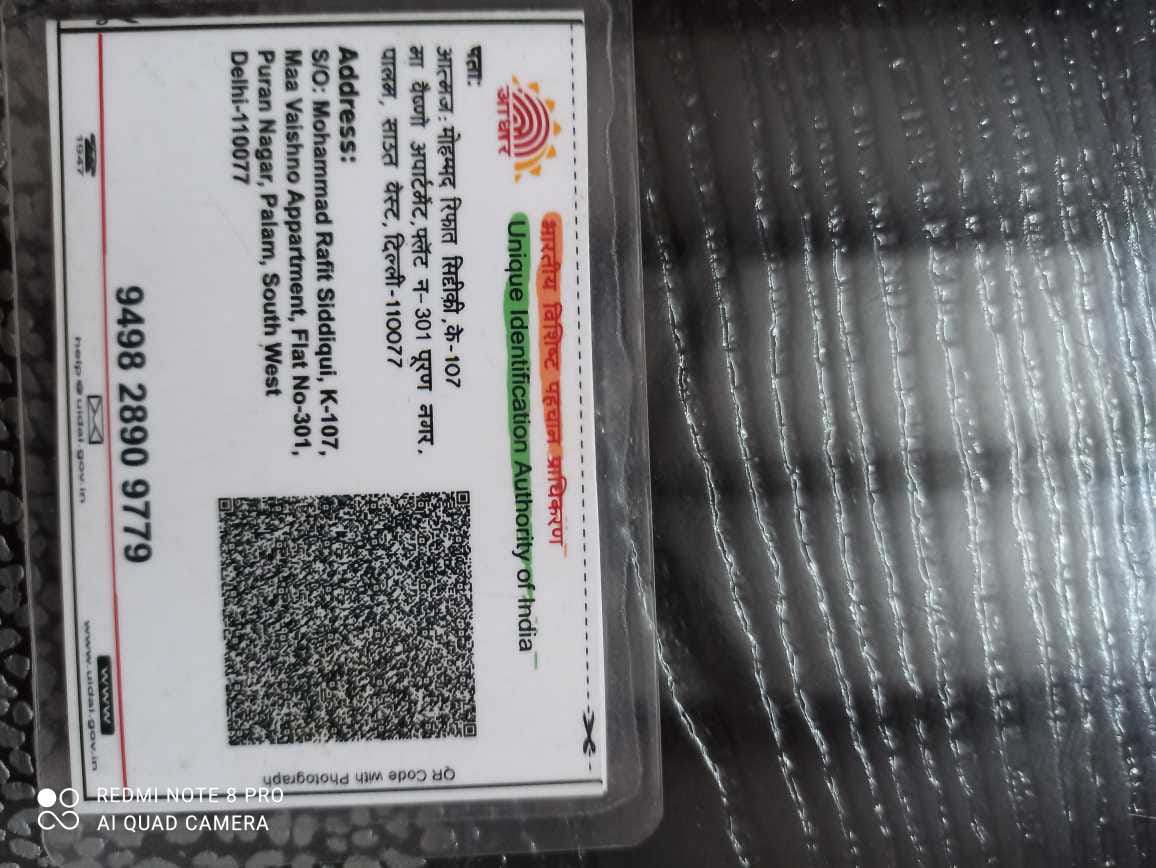 भारतीय विशिष्ट पहचान प्राधिकरण
Unique Identification Authority of India
आधार
पता:
आत्मज: मोहम्मद रिफात सिद्दीकी, के-107
मा वैष्णो अपार्टमेंट, फ्लैट न-301 पूरण नगर,
पालम, साउत वेस्ट, दिल्ली-110077
Address:
S/O: Mohammad Rafit Siddiqui, K-107,
Maa Vaishno Appartment, Flat No-301,
Puran Nagar, Palam, South West
Delhi-110077
QR Code with Photograph
9498 2890 9779
1947
help@uidai.gov.in
www
www.uidai.gov.in
REDMI NOTE 8 PRO
AI QUAD CAMERA